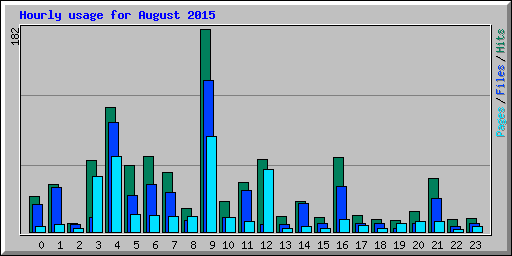 Hourly usage for August 2015
182
Pages/Files/Hits
0 1 2 3 4 5 6 7 8 9 10 11 12 13 14 15 16 17 18 19 20 21 22 23